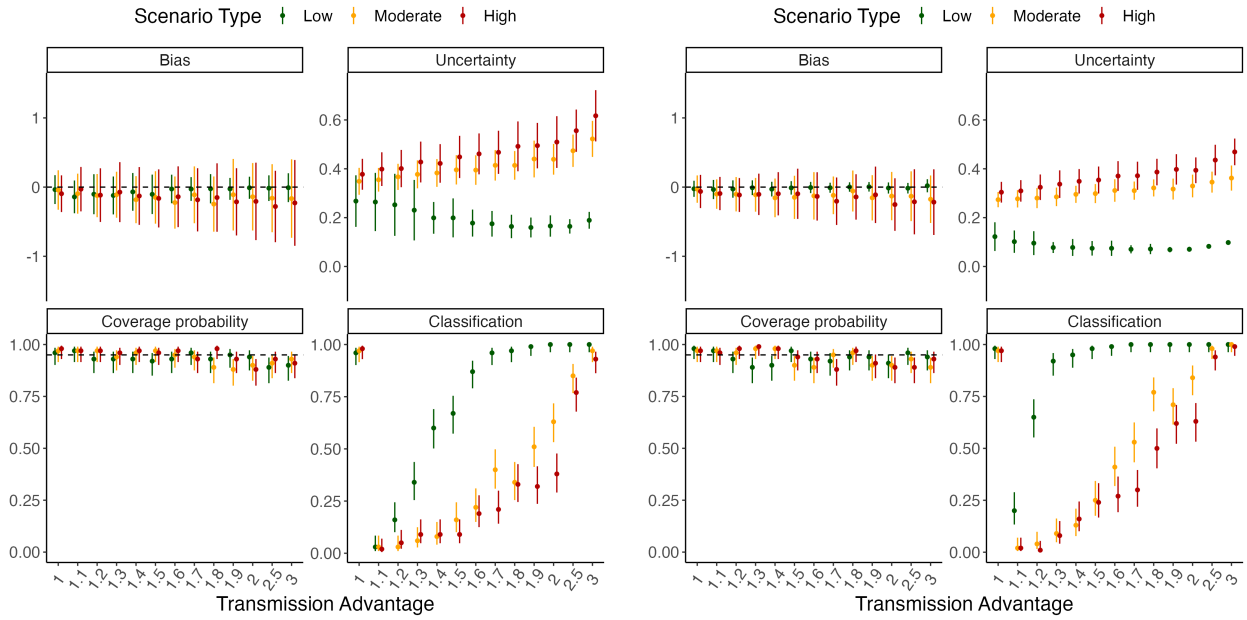 Scenario Type Low Moderate High
Bias Uncertainty
1
0
-1
0.6
0.4
0.2
0.0
Coverage probability Classification
1.00
0.75
0.50
0.25
0.00
1.00
0.75
0.50
0.25
0.00
1 1.1 1.2 1.3 1.4 1.5 1.6 1.7 1.8 1.9 2 2.5 3
1 1.1 1.2 1.3 1.4 1.5 1.6 1.7 1.8 1.9 2 2.5 3
Transmission Advantage
Scenario Type Low Moderate High
Bias Uncertainty
1
0
-1
0.6
0.4
0.2
0.0
Coverage probability Classification
1.00
0.75
0.50
0.25
0.00
1.00
0.75
0.50
0.25
0.00
1 1.1 1.2 1.3 1.4 1.5 1.6 1.7 1.8 1.9 2 2.5 3
1 1.1 1.2 1.3 1.4 1.5 1.6 1.7 1.8 1.9 2 2.5 3
Transmission Advantage